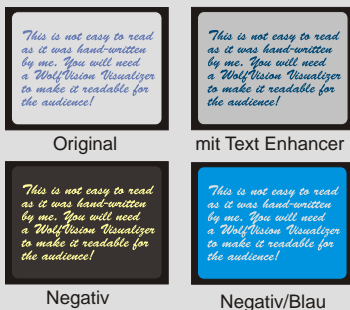 This is not easy to read
as it was hand-written
by me. You will need
a WolfVision Visualizer
to make it readable for
the audience!
Original
This is not easy to read
as it was hand-written
by me. You will need
a WolfVision Visualizer
to make it readable for
the audience!
mit Text Enhancer
This is not easy to read
as it was hand-written
by me. You will need
a WolfVision Visualizer
to make it readable for
the audience!
Negativ
This is not easy to read
as it was hand-written
by me. You will need
a WolfVision Visualizer
to make it readable for
the audience!
Negativ/Blau